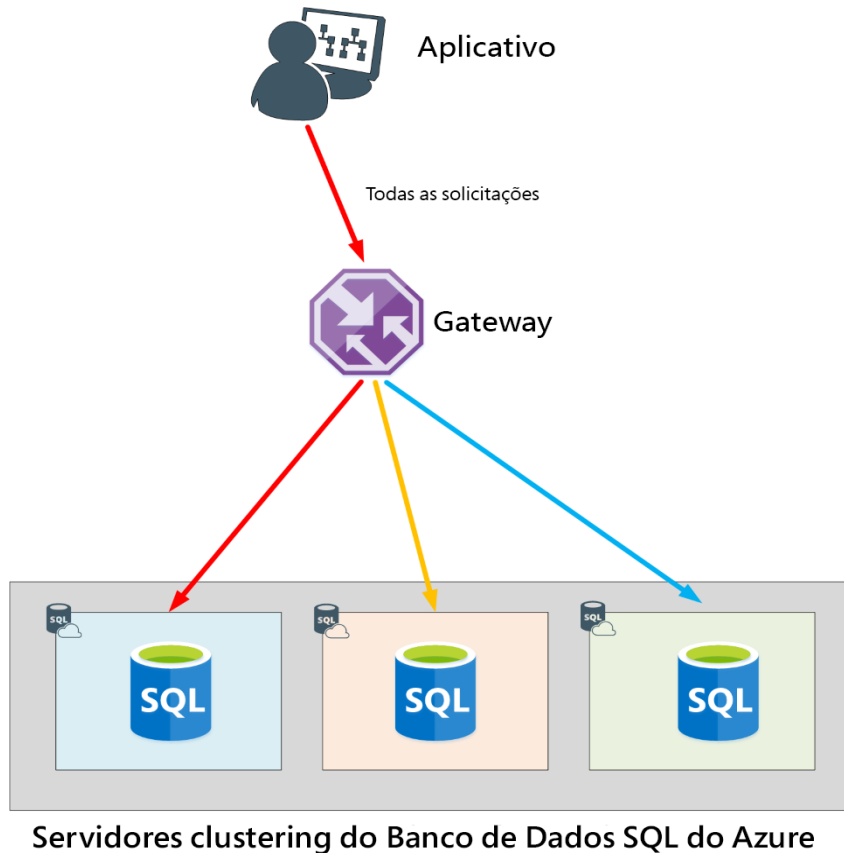 Aplicativo
Todas as solicitações
Gateway
SQL
SQL
SQL
SQL
SQL
SQL
Servidores clustering do Banco de Dados SQL do Azure